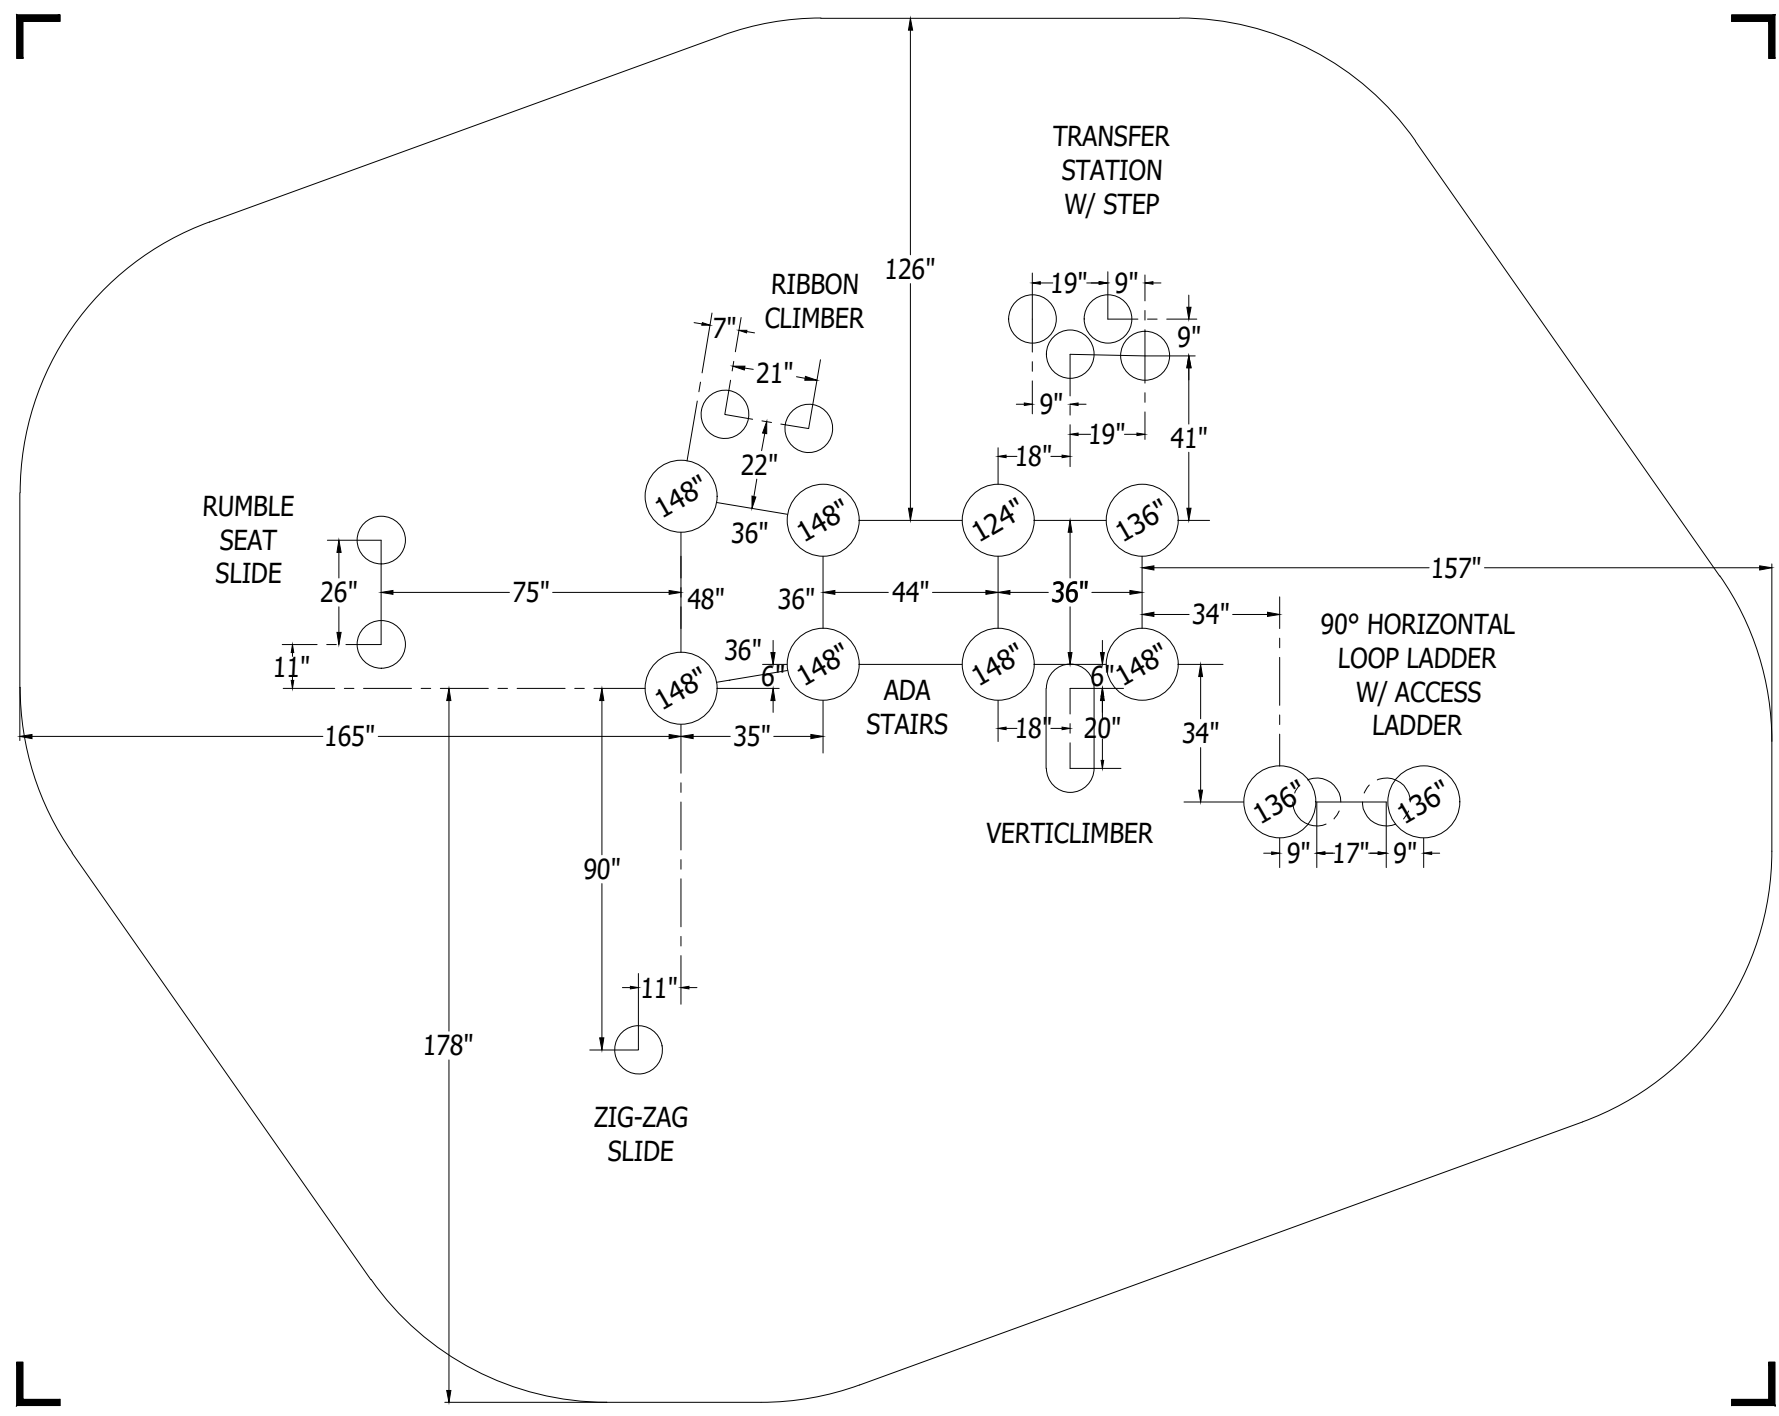 TRANSFER
STATION
W/ STEP
126"
RIBBON
CLIMBER
19"
9"
7"
9"
21"
9"
19"
41"
18"
22"
148"
148"
124"
136"
36"
RUMBLE
SEAT
SLIDE
26"
75"
48"
36"
44"
36"
157"
34"
90° HORIZONTAL
LOOP LADDER
W/ ACCESS
LADDER
11"
36"
6"
148"
148"
148"
6"
148"
ADA
STAIRS
165"
35"
18"
20"
34"
136"
136"
VERTICLIMBER
9"
17"
9"
90"
11"
178"
ZIG-ZAG
SLIDE